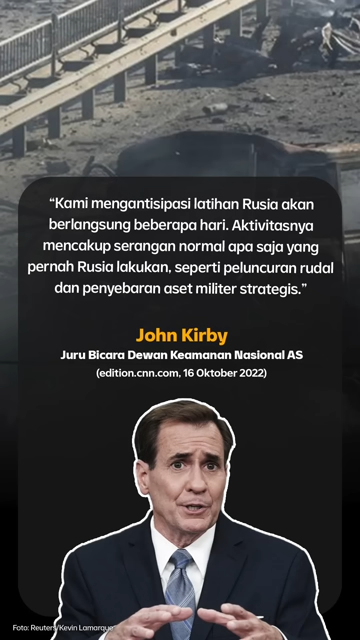 “Kami mengantisipasi latihan Rusia akan
berlangsung beberapa hari. Aktivitasnya
mencakup serangan normal apa saja yang
pernah Rusia lakukan, seperti peluncuran rudal
dan penyebaran aset militer strategis.”
John Kirby
Juru Bicara Dewan Keamanan Nasional AS
(edition.cnn.com, 16 Oktober 2022)
Foto: Reuters/Kevin Lamarque